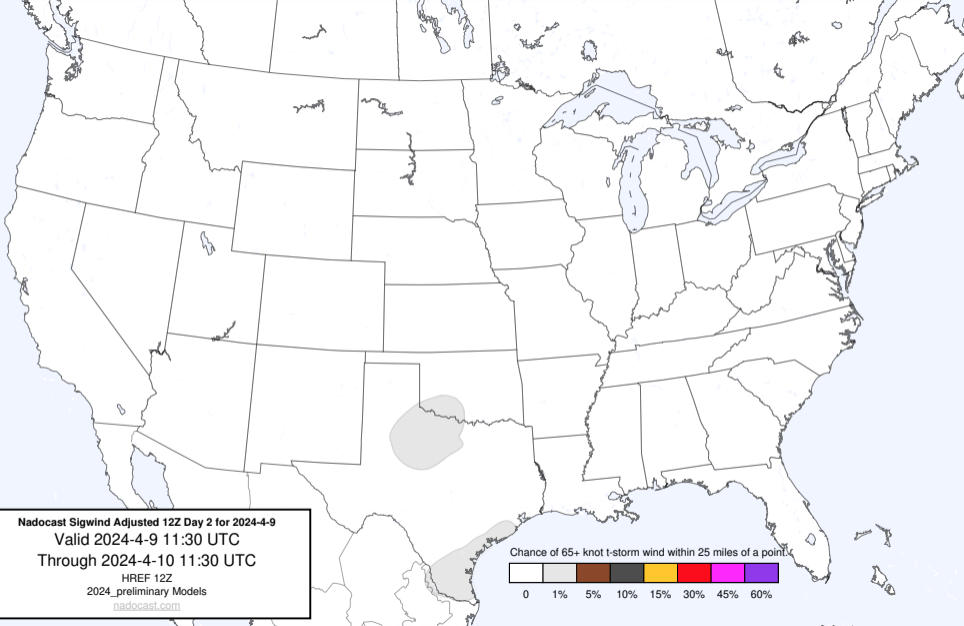 Nadocast Sigwind Adjusted 12Z Day 2 for 2024-4-9
Valid 2024-4-9 11:30 UTC
Through 2024-4-10 11:30 UTC
HREF 12Z
2024_preliminary Models
nadocast.com
Chance of 65+ knot t-storm wind within 25 miles of a point.
0 1% 5% 10% 15% 30% 45% 60%